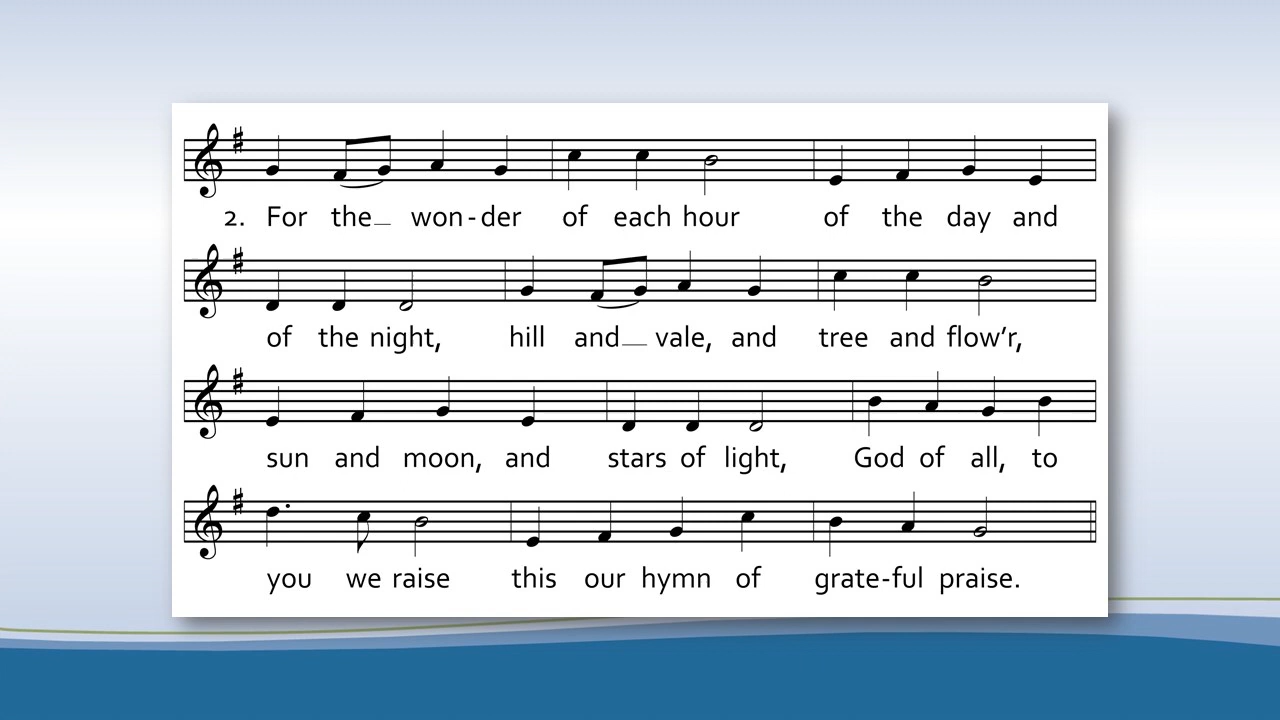 2. For the_ won-der of each hour of the day and
of the night, hill and_ vale, and tree and flow'r,
sun and moon, and stars of light, God of all, to
you we raise this our hymn of grate-ful praise.